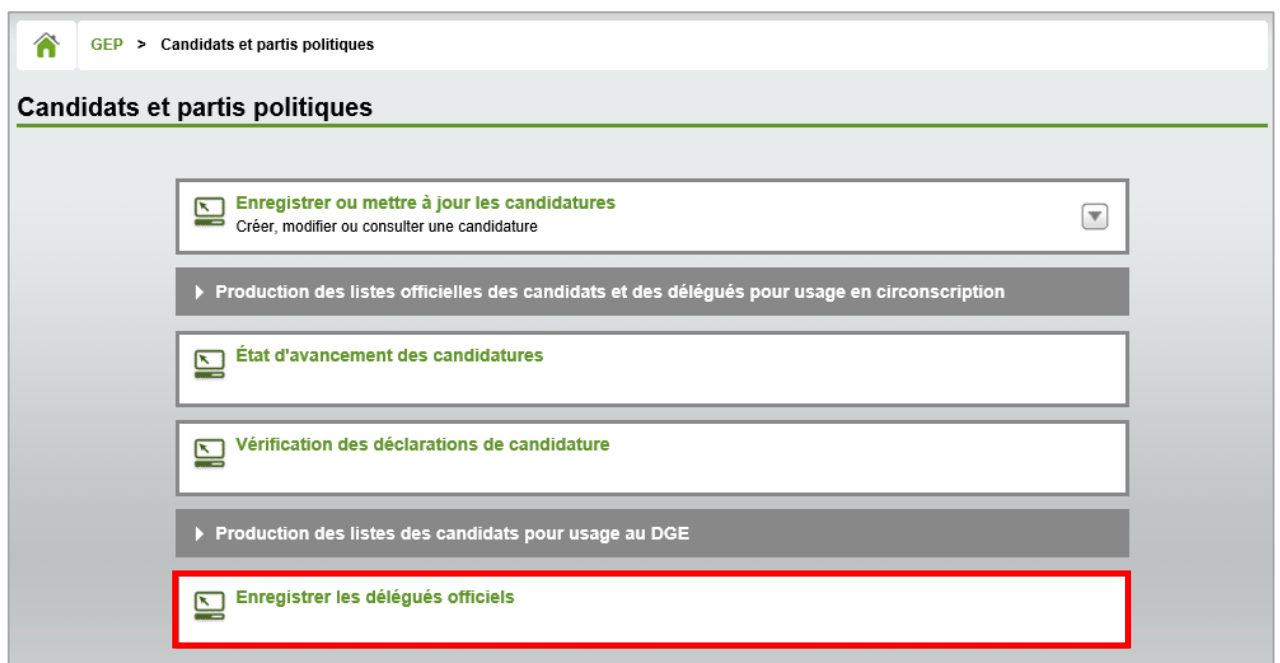 GEP > Candidats et partis politiques
Candidats et partis politiques
Enregistrer ou mettre à jour les candidatures
Créer, modifier ou consulter une candidature
Production des listes officielles des candidats et des délégués pour usage en circonscription
État d'avancement des candidatures
Vérification des déclarations de candidature
Production des listes des candidats pour usage au DGE
Enregistrer les délégués officiels